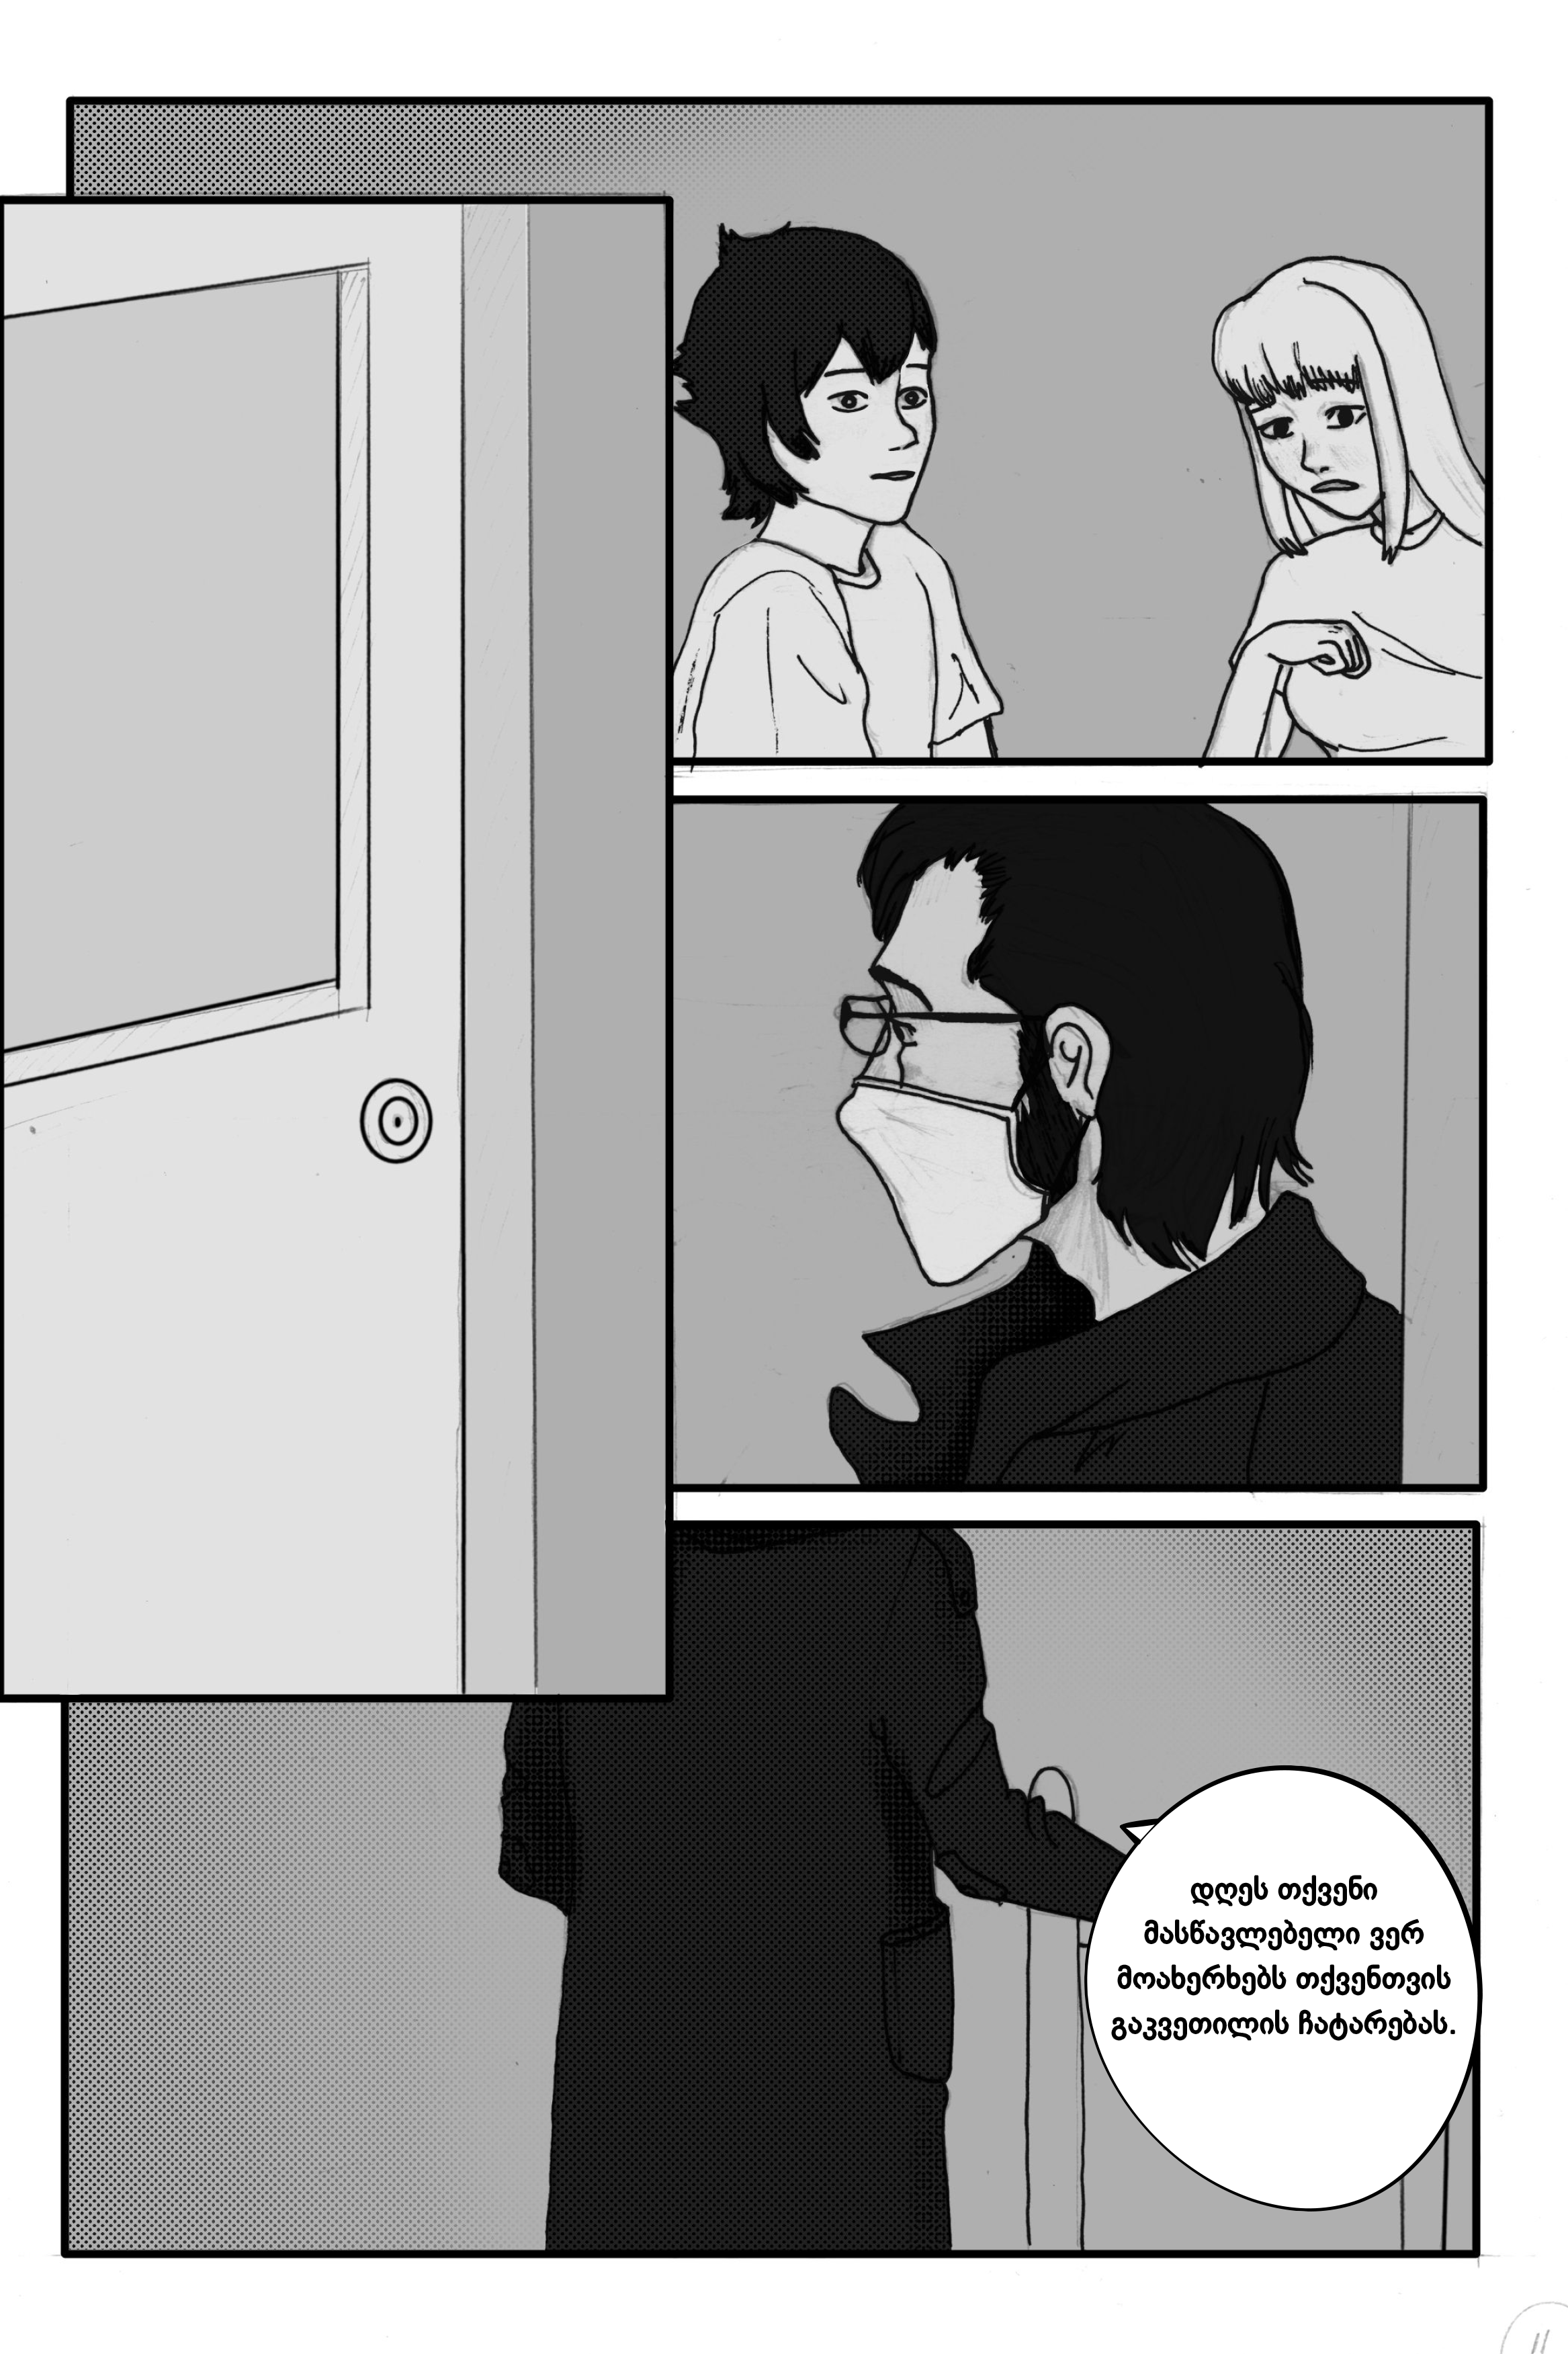 დღეს თქვენი
მასწავლებელი ვერ
მოახერხებს თქვენთვის
გაკვეთილის ჩატარებას.
11